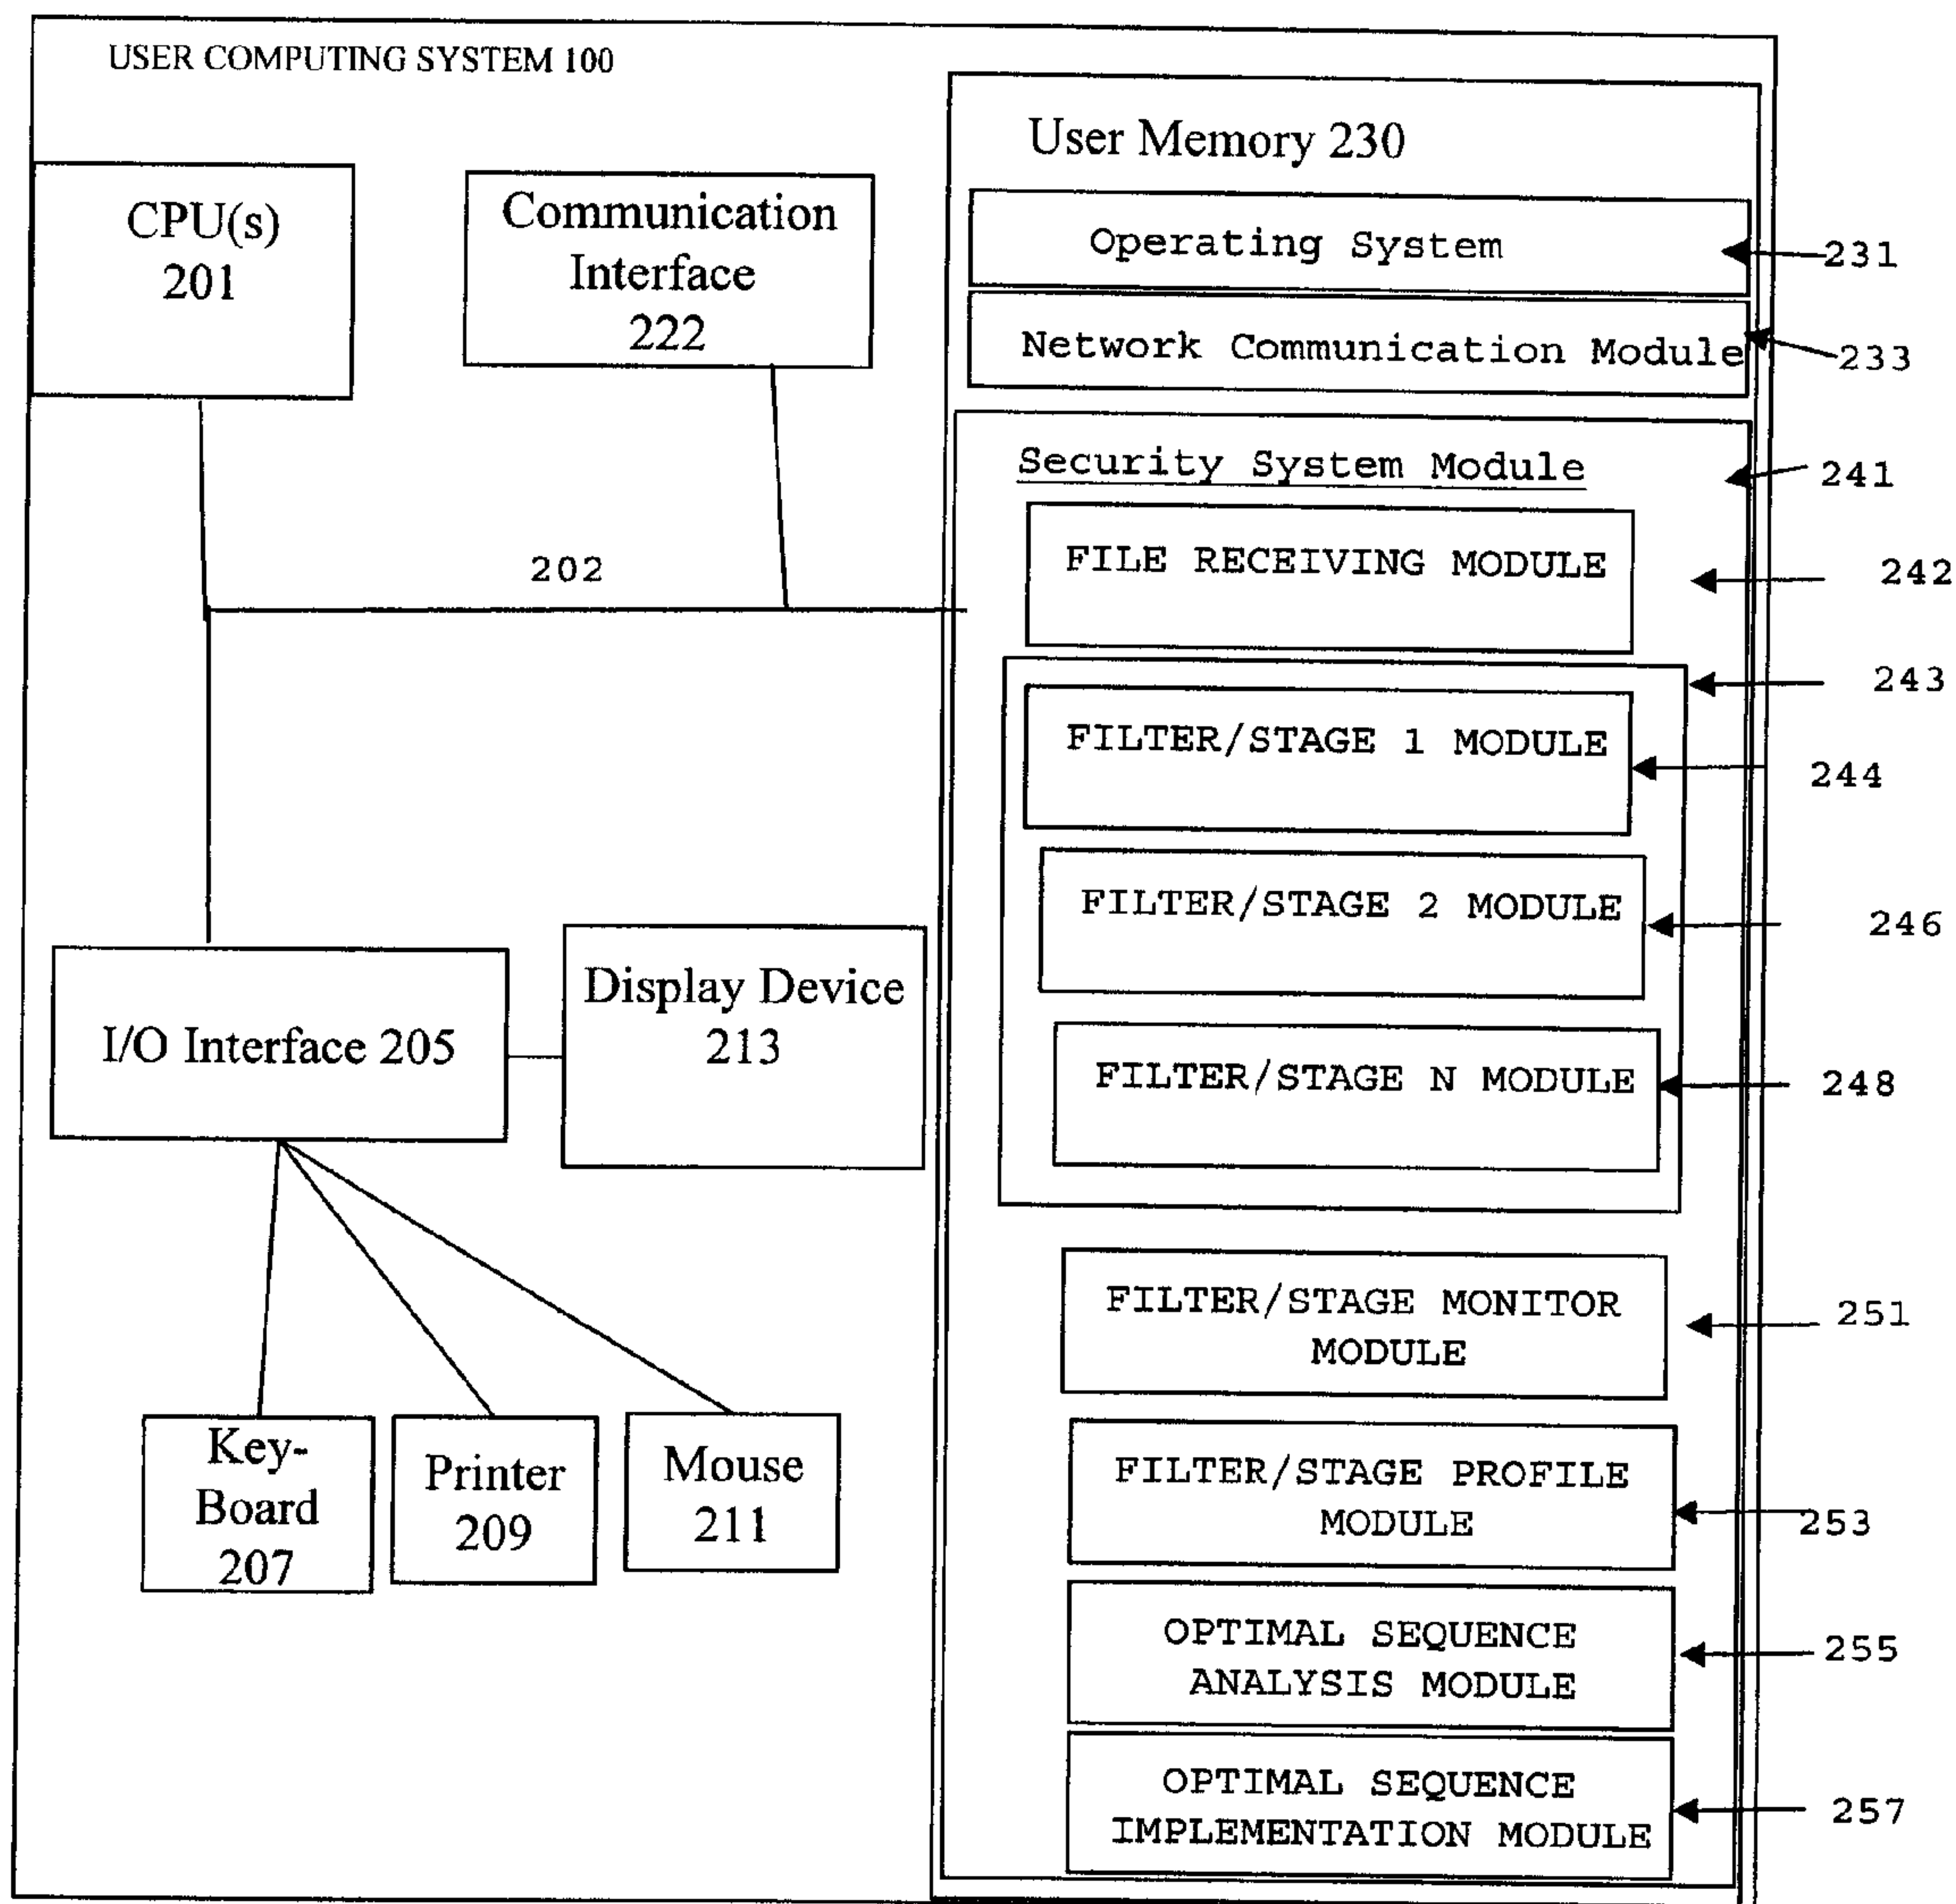 USER COMPUTING SYSTEM 100
CPU(s)
201
Communication
Interface
222
202
I/O Interface 205
Display Device
213
Key-
Board
207
Printer
209
Mouse
211
User Memory 230
Operating System
231
Network Communication Module
233
Security System Module
241
FILE RECEIVING MODULE
242
243
FILTER/STAGE 1 MODULE
244
FILTER/STAGE 2 MODULE
246
FILTER/STAGE N MODULE
248
FILTER/STAGE MONITOR
MODULE
251
FILTER/STAGE PROFILE
MODULE
253
OPTIMAL SEQUENCE
ANALYSIS MODULE
255
OPTIMAL SEQUENCE
IMPLEMENTATION MODULE
257